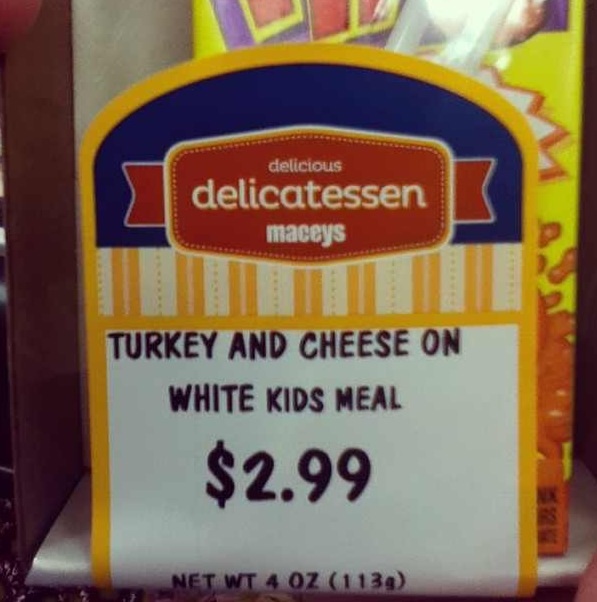 delicious
delicatessen
maceys
TURKEY AND CHEESE ON
WHITE KIDS MEAL
$2.99
NET WT 4 OZ (113g)